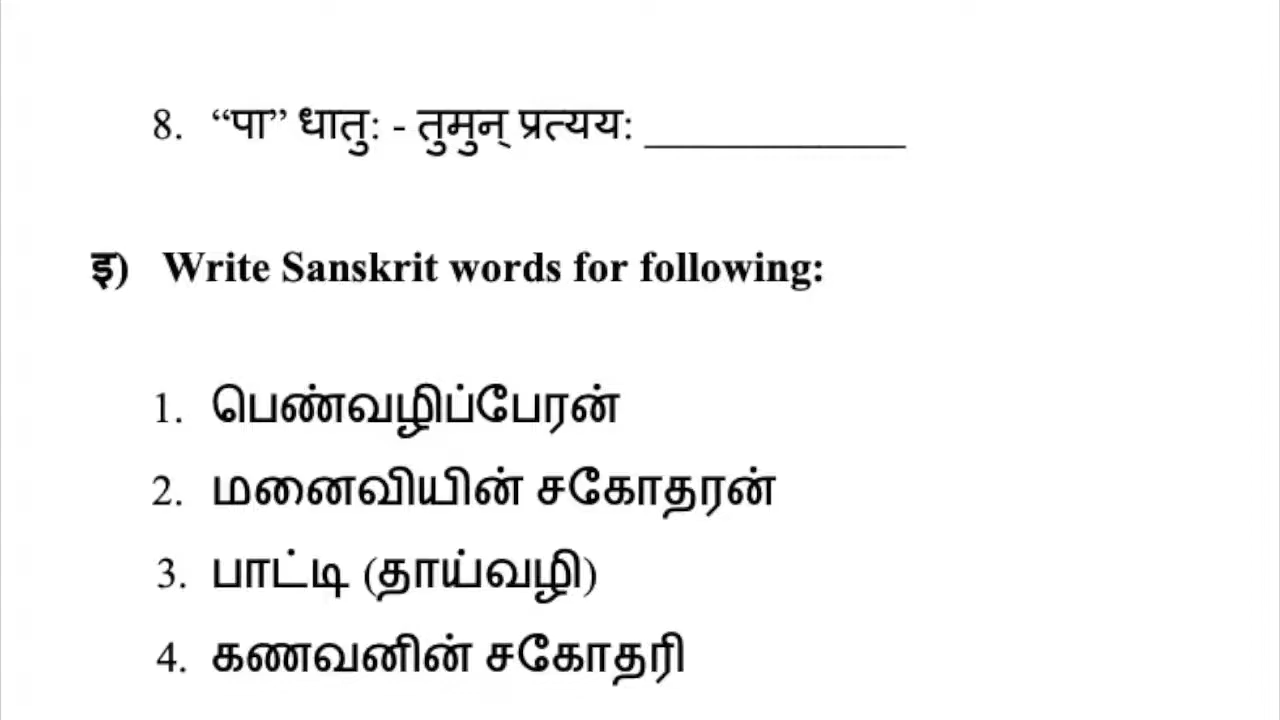 8. “पा” धातुः - तुमुन् प्रत्ययः _____________
इ) Write Sanskrit words for following:
1. பெண்வழிப்பேரன்
2. மனைவியின் சகோதரன்
3. பாட்டி (தாய்வழி)
4. கணவனின் சகோதரி